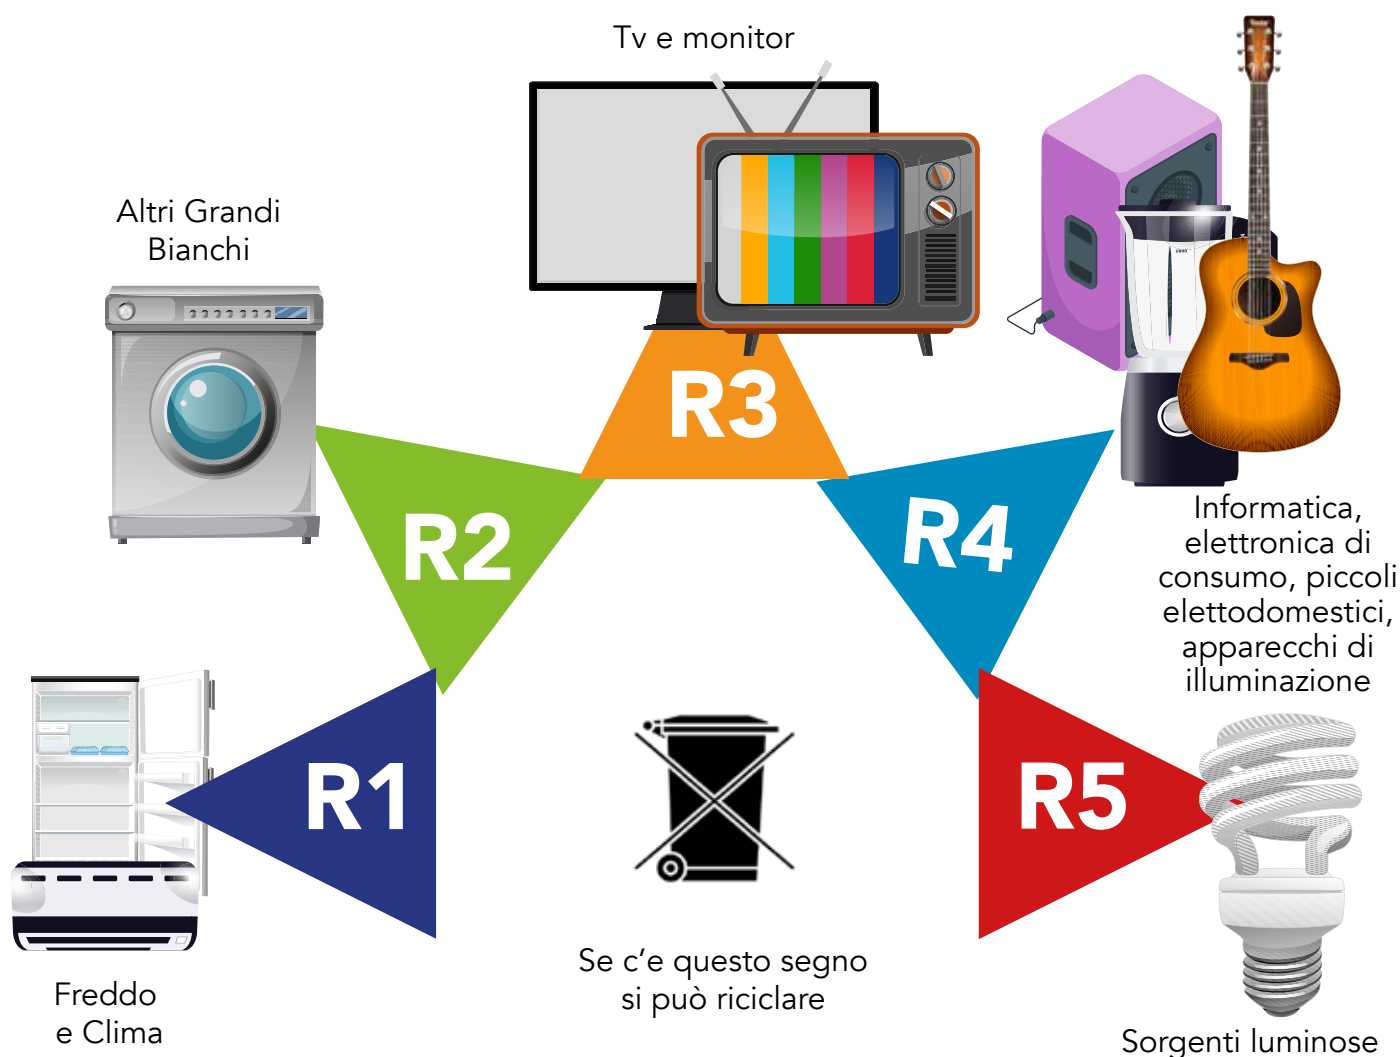 Tv e monitor
Altri Grandi
Bianchi
R3
R2
R4
Informatica,
elettronica di
consumo, piccoli
elettodomestici,
apparecchi di
illuminazione
R1
R5
Se c’e questo segno
si può riciclare
Freddo
e Clima
Sorgenti luminose